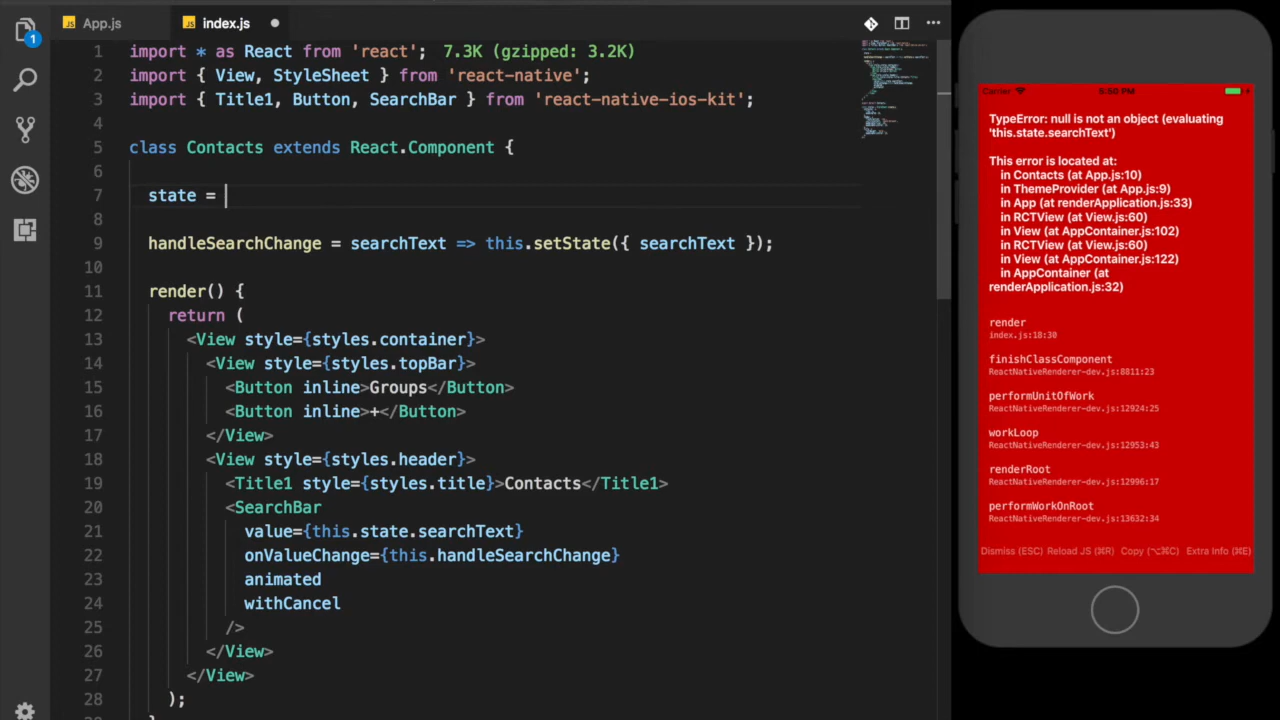 1
JS App.js JS index.js
1 import * as React from 'react'; 7.3K (gzipped: 3.2K)
2 import { View, StyleSheet } from 'react-native';
3 import { Title1, Button, SearchBar } from 'react-native-ios-kit';
4
5 class Contacts extends React.Component {
6
7 state =
8
9 handleSearchChange = searchText => this.setState({ searchText });
10
11 render() {
12 return (
13 <View style={styles.container}>
14 <View style={styles.topBar}>
15 <Button inline>Groups</Button>
16 <Button inline>+</Button>
17 </View>
18 <View style={styles.header}>
19 <Title1 style={styles.title}>Contacts</Title1>
20 <SearchBar
21 value={this.state.searchText}
22 onValueChange={this.handleSearchChange}
23 animated
24 withCancel
25 />
26 </View>
27 </View>
28 );
Carrier 6:50 PM
TypeError: null is not an object (evaluating
'this.state.searchText')
This error is located at:
in Contacts (at App.js:10)
in ThemeProvider (at App.js:9)
in App (at renderApplication.js:33)
in RCTView (at View.js:60)
in View (at AppContainer.js:102)
in RCTView (at View.js:60)
in View (at AppContainer.js:122)
in AppContainer (at
renderApplication.js:32)
render
index.js:18:30
finishClassComponent
ReactNativeRenderer-dev.js:8811:23
performUnitOfWork
ReactNativeRenderer-dev.js:12924:25
workLoop
ReactNativeRenderer-dev.js:12953:43
renderRoot
ReactNativeRenderer-dev.js:12996:17
performWorkOnRoot
ReactNativeRenderer-dev.js:13632:34
Dismiss (ESC) Reload JS (⌘R) Copy (⌥⌘C) Extra Info (⌘E)